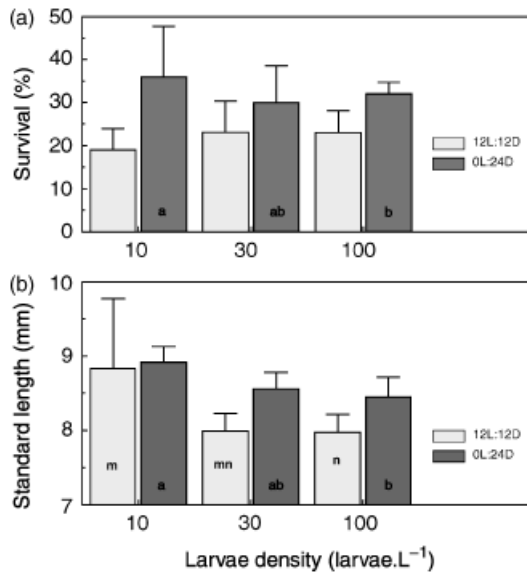 (a)
Survival (%)
50
40
30
20
10
0
a
ab
b
12L:12D
0L:24D
10
30
100
(b)
Standard length (mm)
10
9
8
7
m
a
mn
ab
n
b
12L:12D
0L:24D
10
30
100
Larvae density (larvae.L⁻¹)